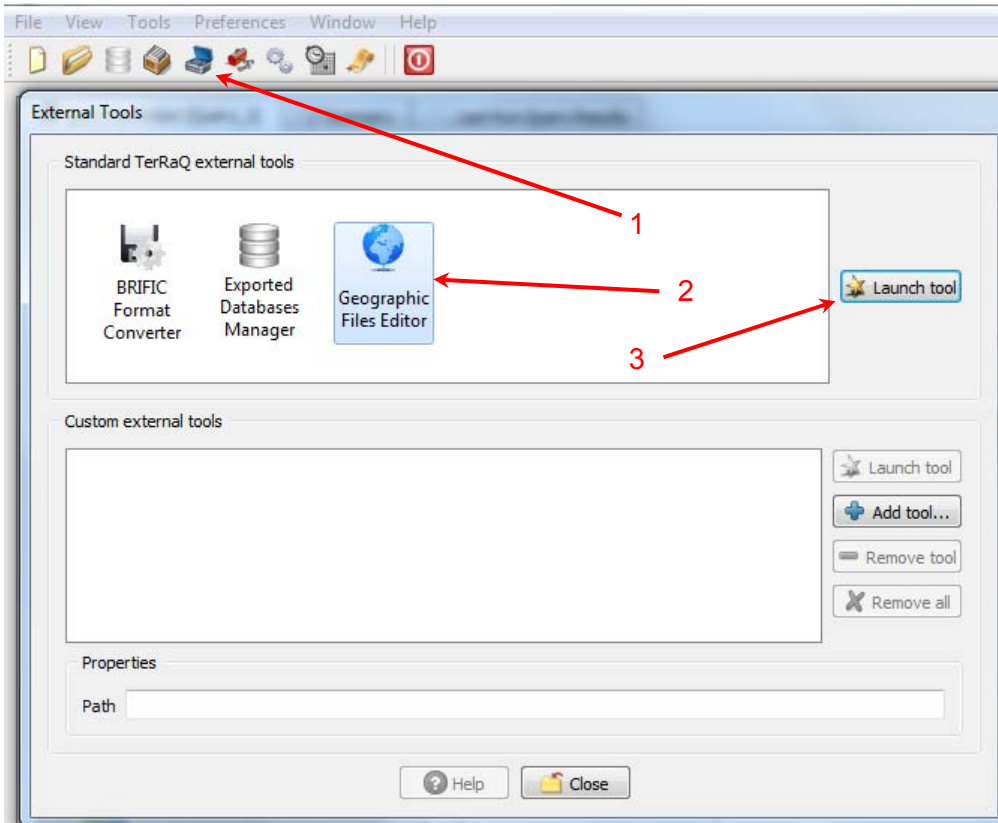 File View Tools Preferences Window Help
External Tools
Standard TerRaQ external tools
1
BRIFIC
Format
Converter
Exported
Databases
Manager
Geographic
Files Editor
2
Launch tool
3
Custom external tools
Launch tool
Add tool...
Remove tool
Remove all
Properties
Path
Help
Close